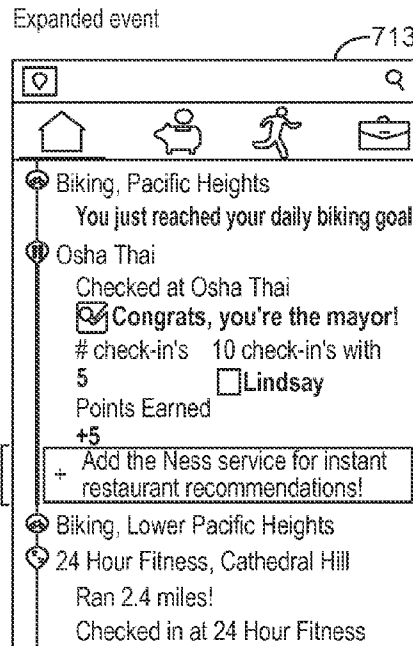 Expanded event
713
Biking, Pacific Heights
You just reached your daily biking goal
Osha Thai
Checked at Osha Thai
Congrats, you're the mayor!
# check-in's 10 check-in's with
5 Lindsay
Points Earned
+5
+ Add the Ness service for instant
restaurant recommendations!
Biking, Lower Pacific Heights
24 Hour Fitness, Cathedral Hill
Ran 2.4 miles!
Checked in at 24 Hour Fitness